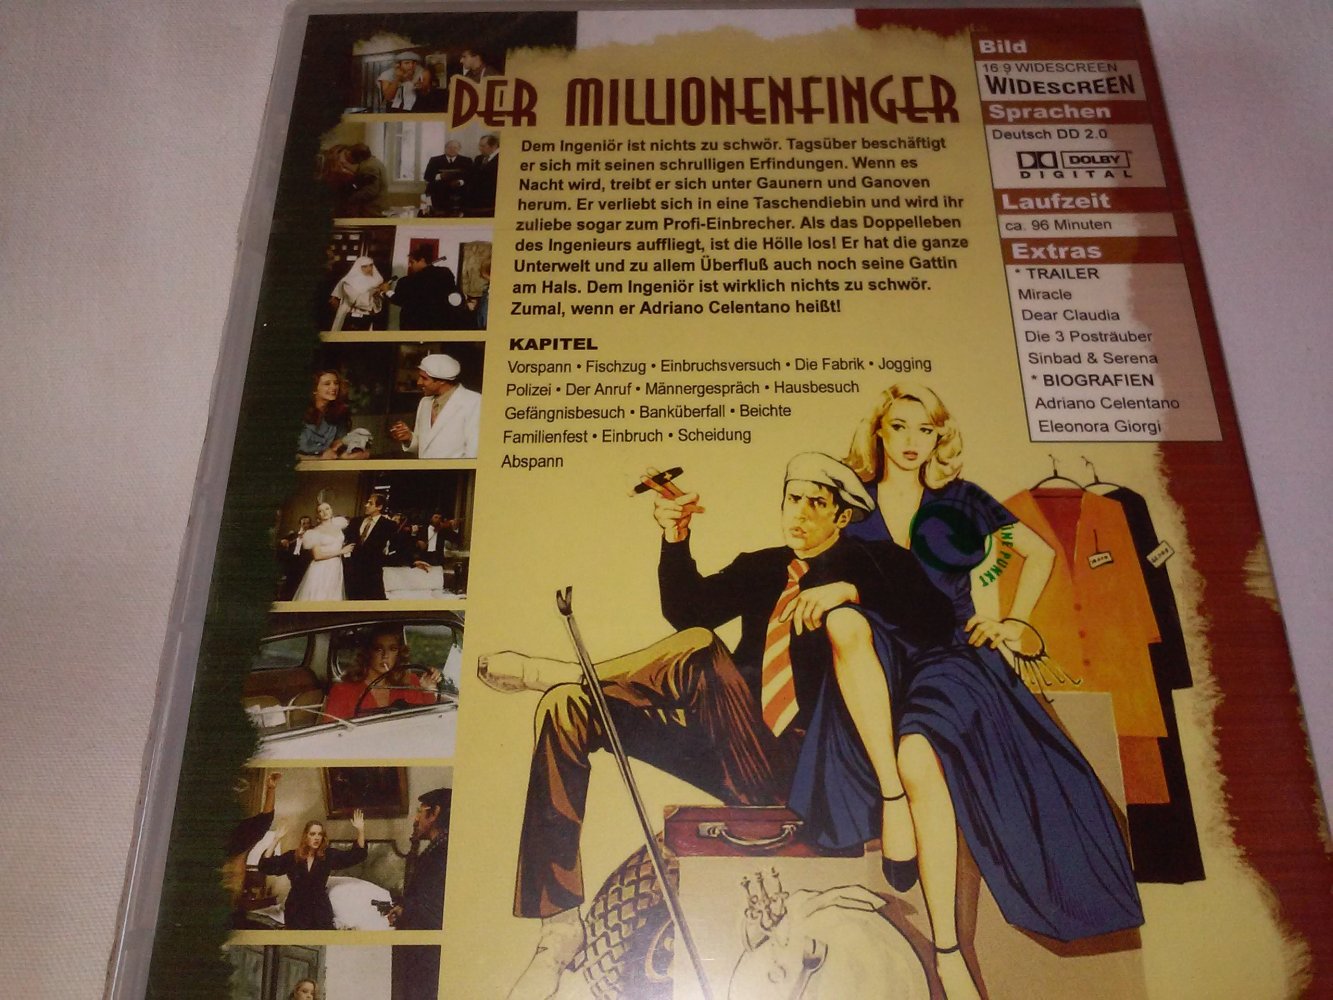 DER MILLIONENFINGER
Dem Ingeniör ist nichts zu schwör. Tagsüber beschäftigt
er sich mit seinen schrulligen Erfindungen. Wenn es
Nacht wird, treibt er sich unter Gaunern und Ganoven
herum. Er verliebt sich in eine Taschendiebin und wird ihr
zuliebe sogar zum Profi-Einbrecher. Als das Doppelleben
des Ingenieurs auffliegt, ist die Hölle los! Er hat die ganze
Unterwelt und zu allem Überfluß auch noch seine Gattin
am Hals. Dem Ingeniör ist wirklich nichts zu schwör.
Zumal, wenn er Adriano Celentano heißt!
KAPITEL
Vorspann • Fischzug • Einbruchsversuch • Die Fabrik • Jogging
Polizei • Der Anruf • Männergespräch • Hausbesuch
Gefängnisbesuch • Banküberfall • Beichte
Familienfest • Einbruch • Scheidung
Abspann
Bild
16:9 WIDESCREEN
WIDESCREEN
Sprachen
Deutsch DD 2.0
DOLBY
DIGITAL
Laufzeit
ca. 96 Minuten
Extras
* TRAILER
Miracle
Dear Claudia
Die 3 Posträuber
Sinbad & Serena
* BIOGRAFIEN
Adriano Celentano
Eleonora Giorgi
PUNKT